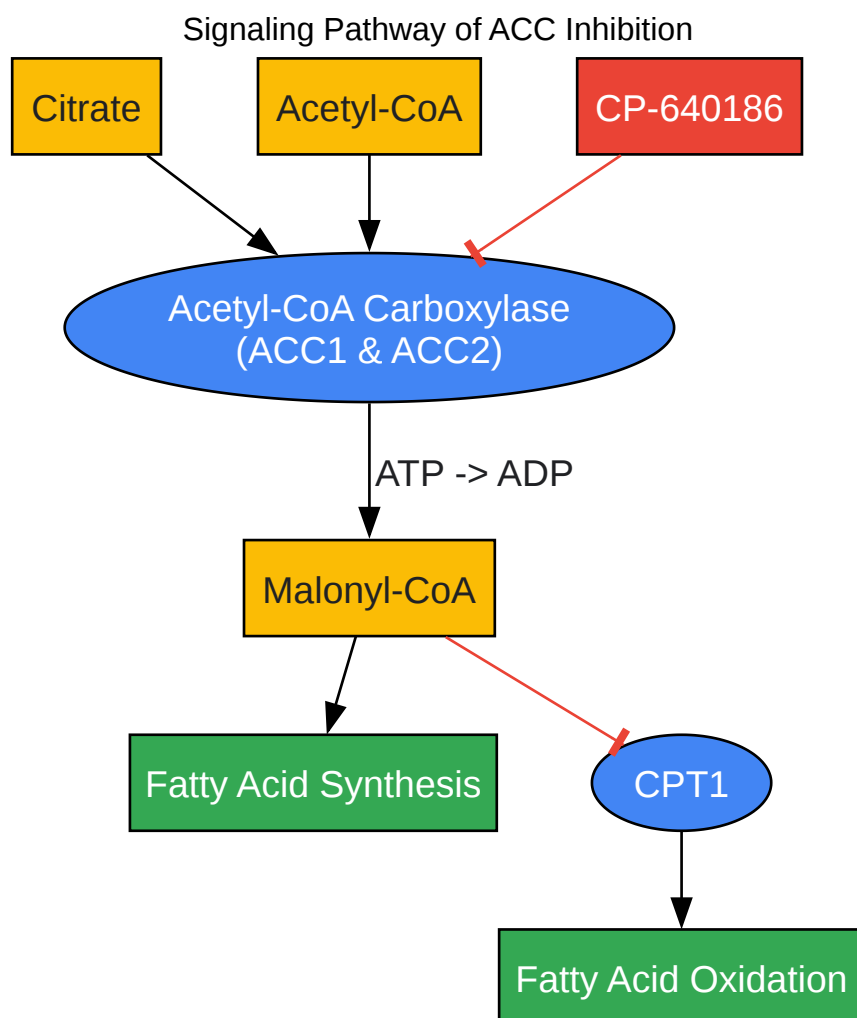 Signaling Pathway of ACC Inhibition
Citrate
Acetyl-CoA
CP-640186
Acetyl-CoA Carboxylase
(ACC1 & ACC2)
ATP -> ADP
Malonyl-CoA
Fatty Acid Synthesis
CPT1
Fatty Acid Oxidation